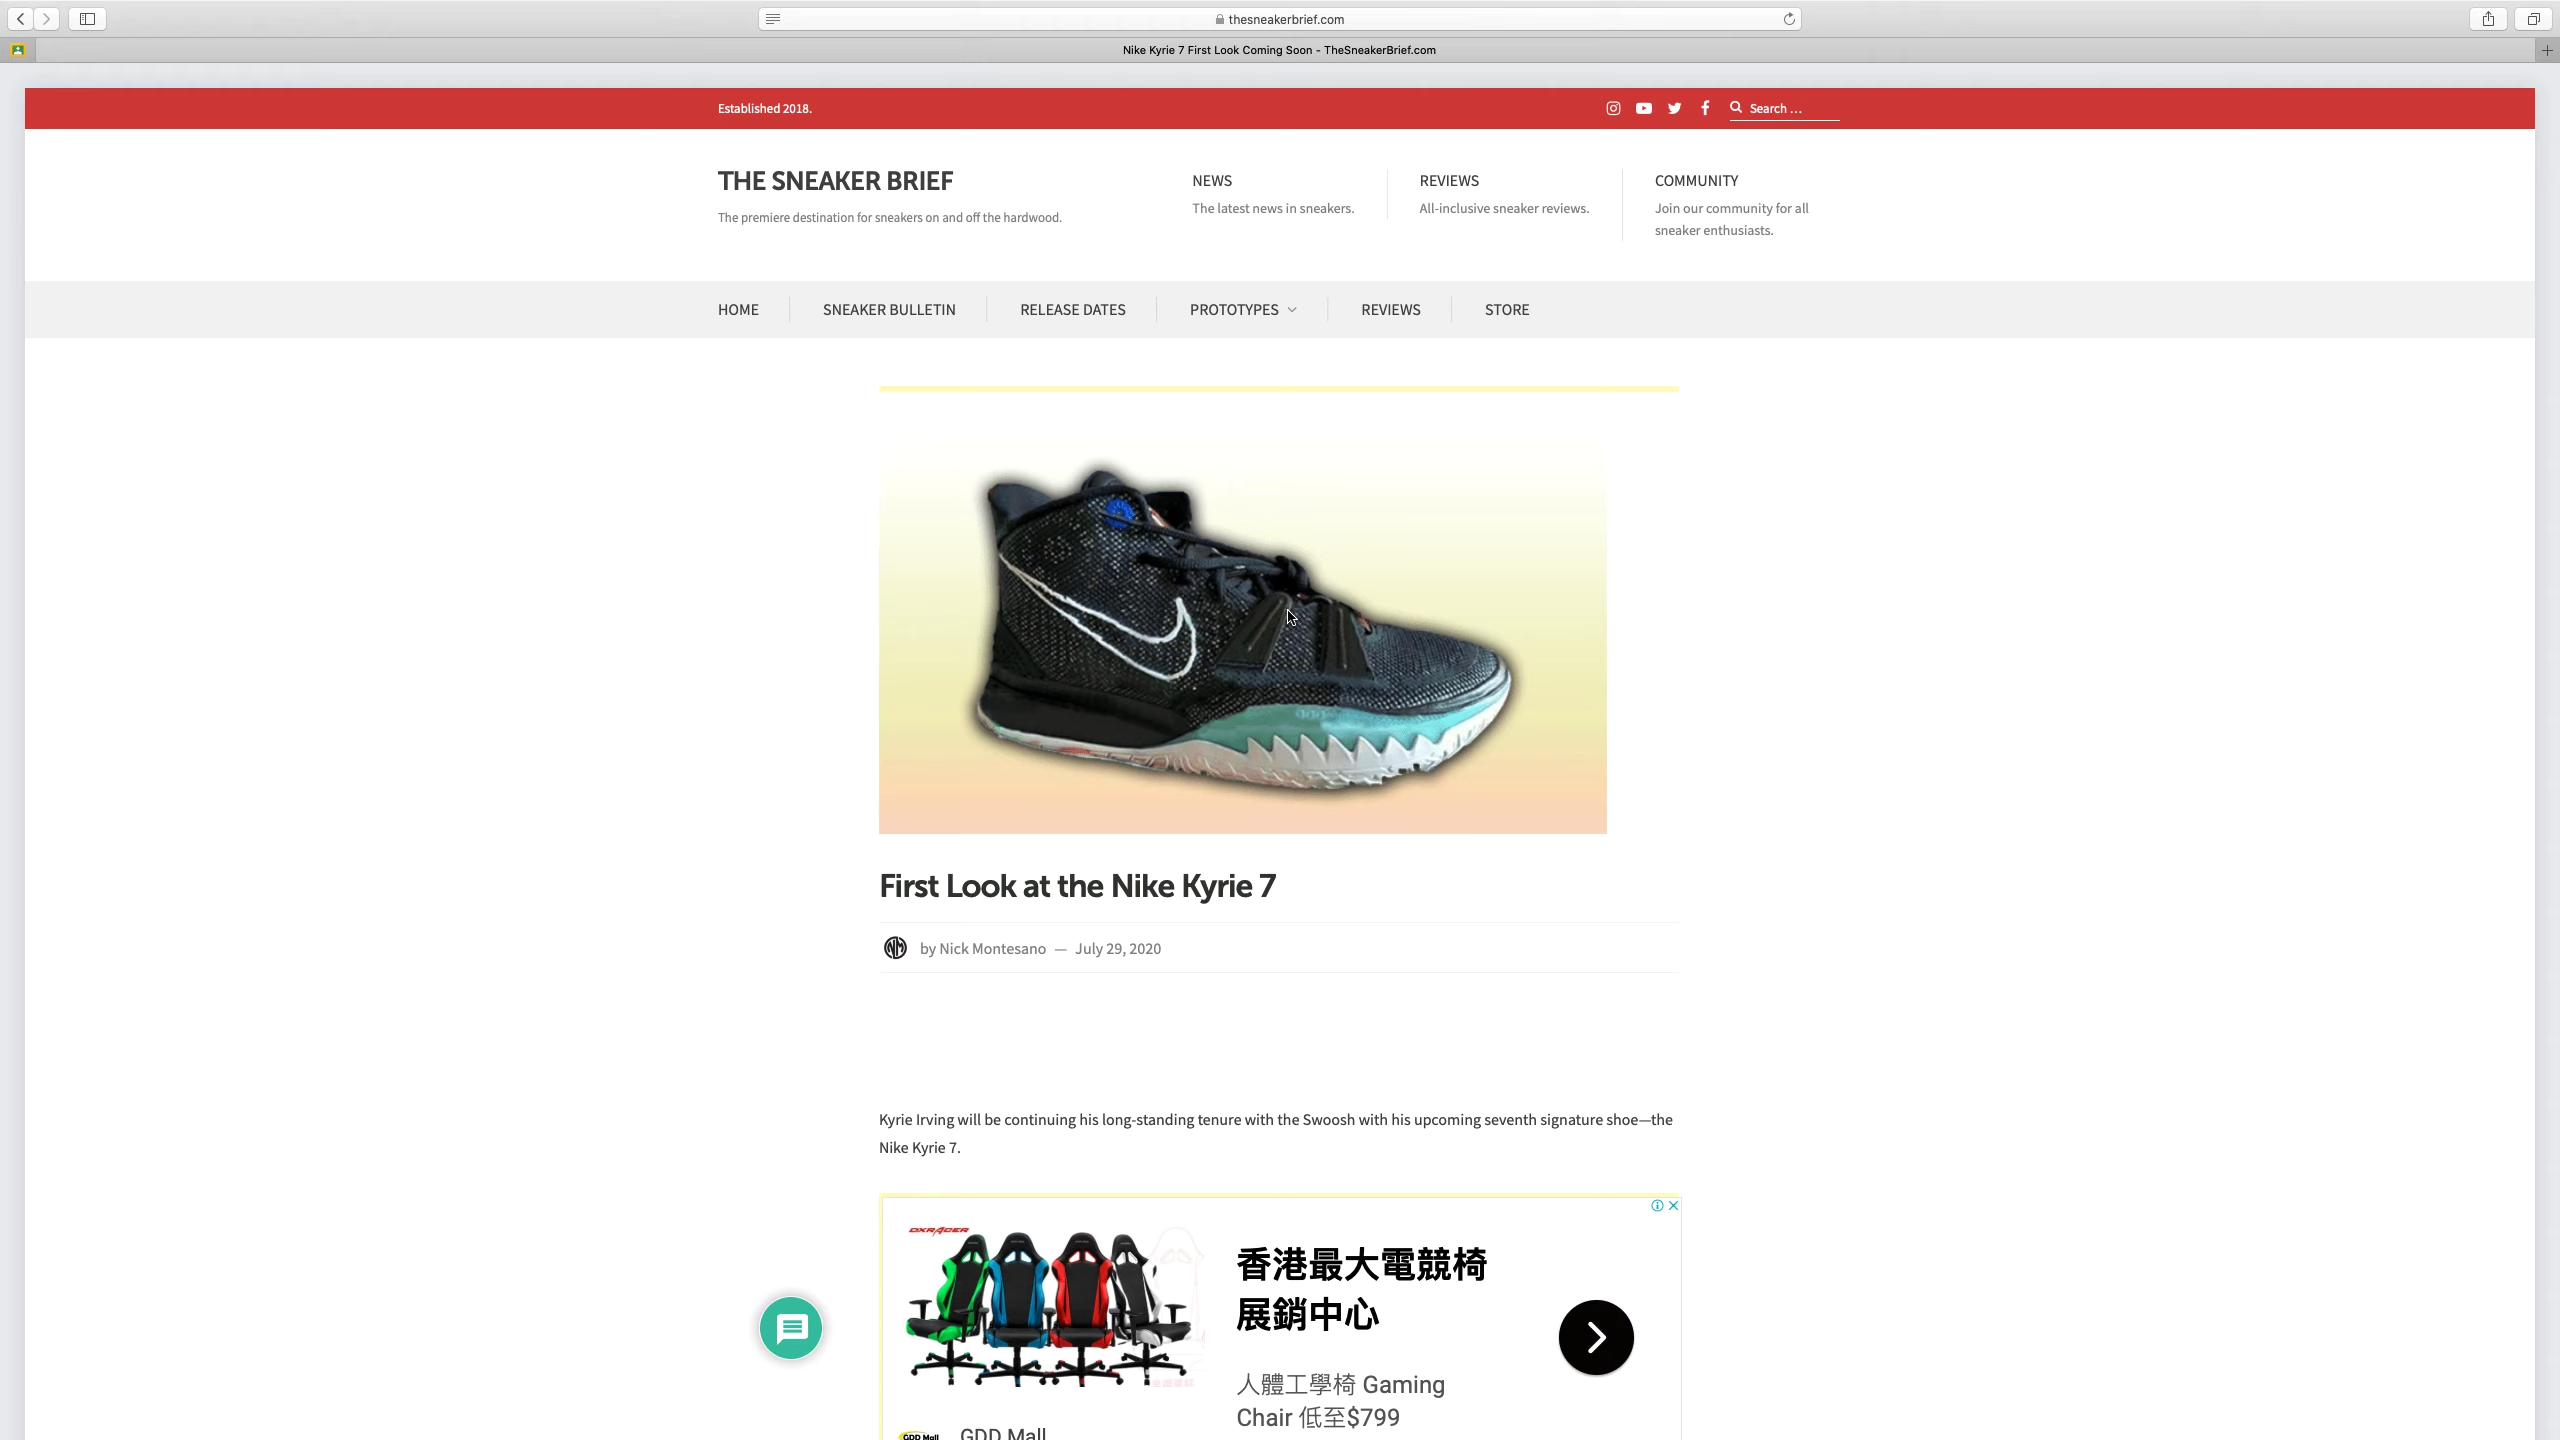 thesneakerbrief.com
Nike Kyrie 7 First Look Coming Soon - TheSneakerBrief.com
Established 2018.
Search …
THE SNEAKER BRIEF
The premiere destination for sneakers on and off the hardwood.
NEWS
The latest news in sneakers.
REVIEWS
All-inclusive sneaker reviews.
COMMUNITY
Join our community for all
sneaker enthusiasts.
HOME
SNEAKER BULLETIN
RELEASE DATES
PROTOTYPES
REVIEWS
STORE
First Look at the Nike Kyrie 7
by Nick Montesano — July 29, 2020
Kyrie Irving will be continuing his long-standing tenure with the Swoosh with his upcoming seventh signature shoe—the
Nike Kyrie 7.
DXRACER
香港最大電競椅
展銷中心
人體工學椅 Gaming
Chair 低至$799
GDD Mall
GDD Mall